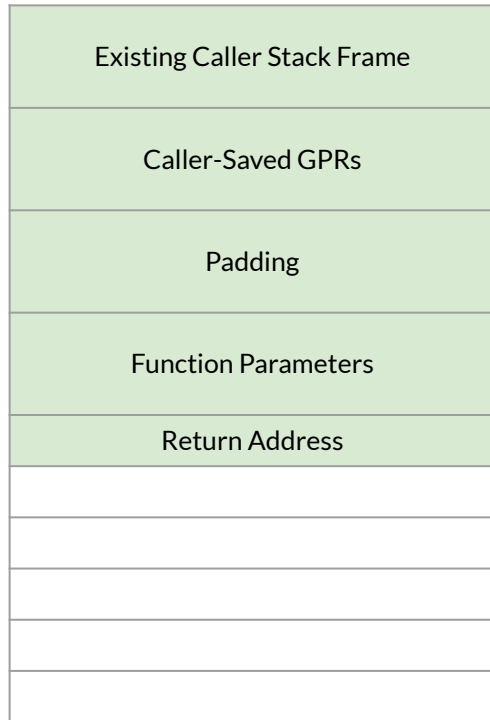 Existing Caller Stack Frame
Caller-Saved GPRs
Padding
Function Parameters
Return Address